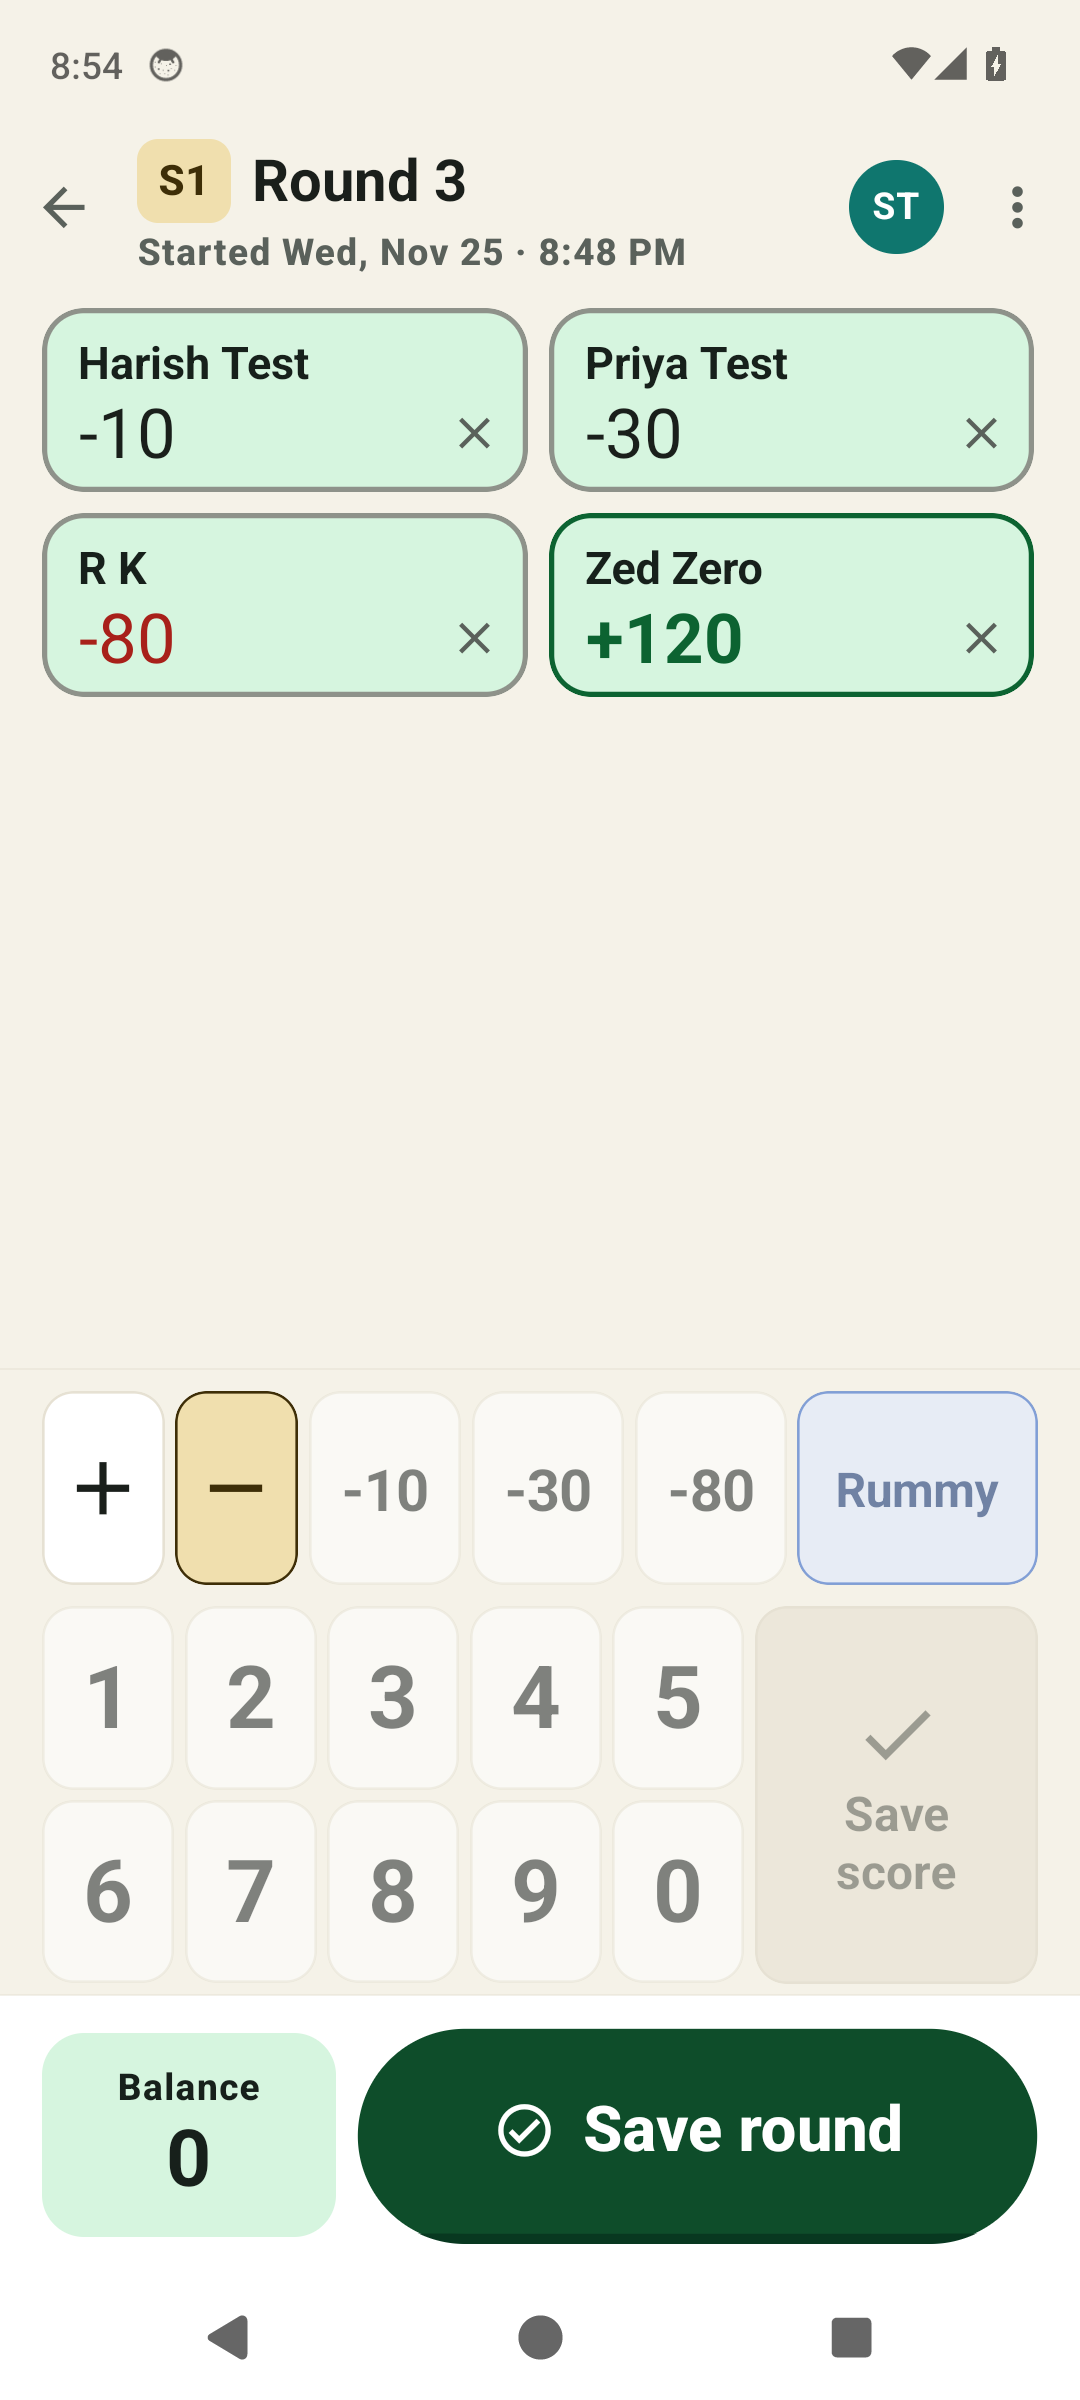 8:54
S1 Round 3
Started Wed, Nov 25 · 8:48 PM
ST
Harish Test
-10
Priya Test
-30
R K
-80
Zed Zero
+120
+ − -10 -30 -80 Rummy
1 2 3 4 5
6 7 8 9 0
Save
score
Balance
0
Save round